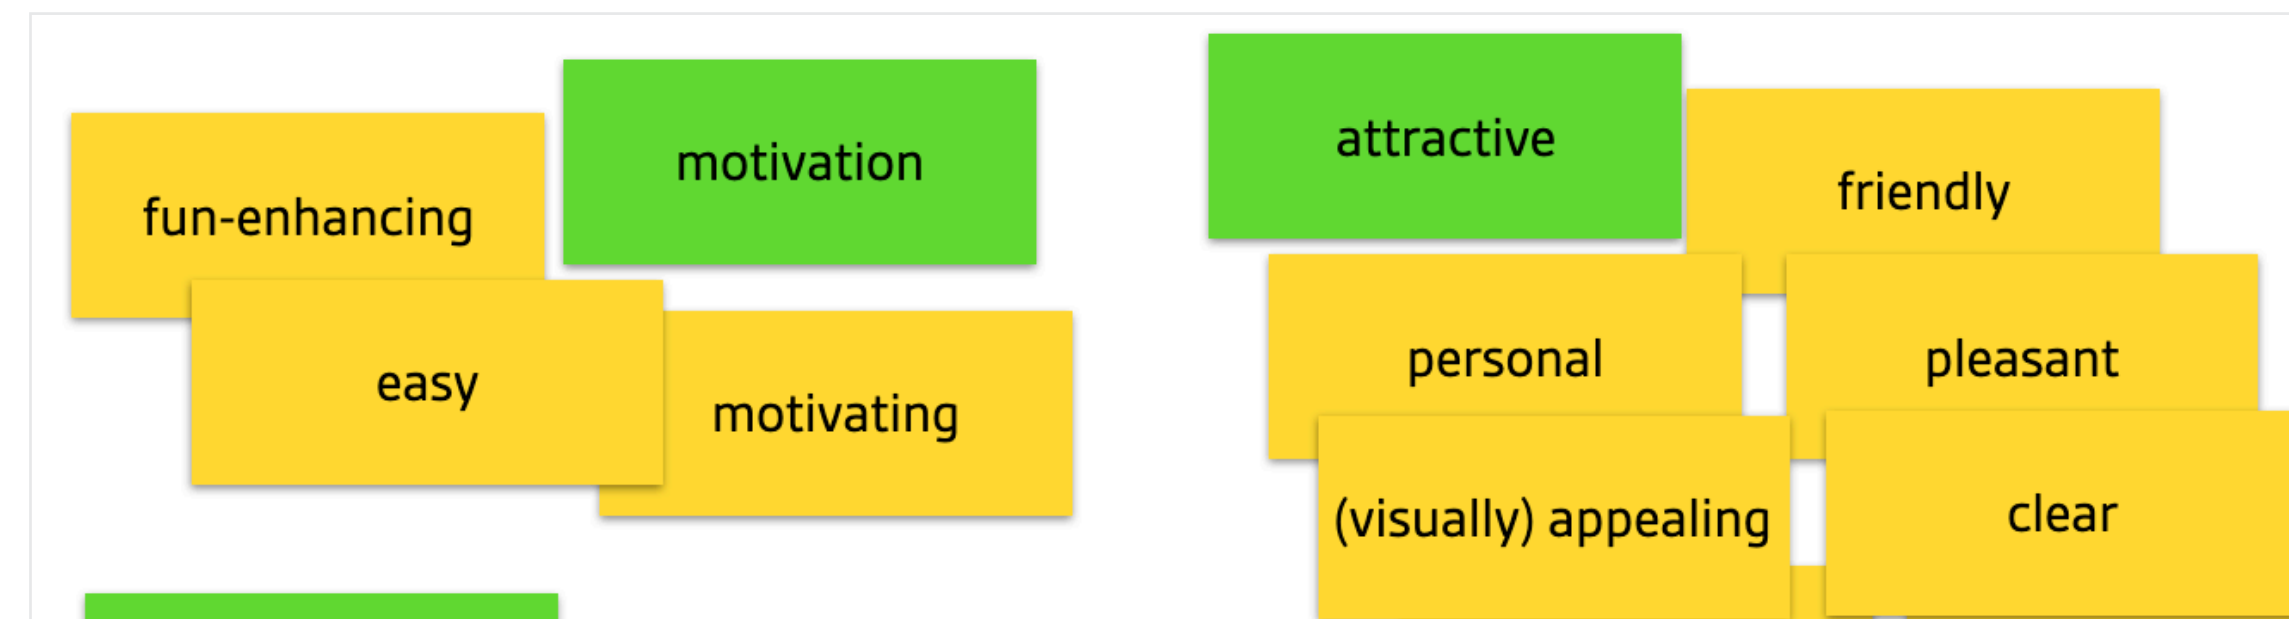 motivation
fun-enhancing
easy
motivating
attractive
friendly
personal
pleasant
(visually) appealing
clear